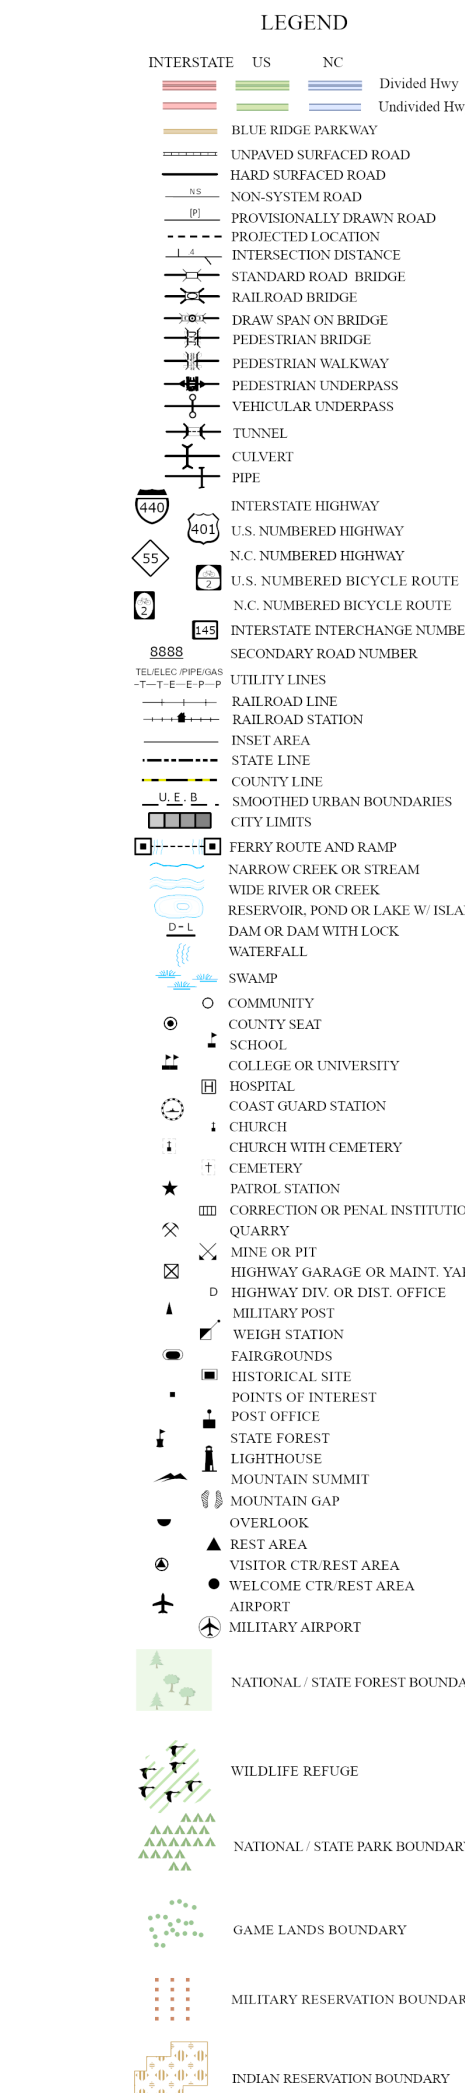 LEGEND
INTERSTATE US NC
Divided Hwy
Undivided Hw
BLUE RIDGE PARKWAY
UNPAVED SURFACED ROAD
HARD SURFACED ROAD
NS NON-SYSTEM ROAD
[P] PROVISIONALLY DRAWN ROAD
PROJECTED LOCATION
4 INTERSECTION DISTANCE
STANDARD ROAD BRIDGE
RAILROAD BRIDGE
DRAW SPAN ON BRIDGE
PEDESTRIAN BRIDGE
PEDESTRIAN WALKWAY
PEDESTRIAN UNDERPASS
VEHICULAR UNDERPASS
TUNNEL
CULVERT
PIPE
440 INTERSTATE HIGHWAY
401 U.S. NUMBERED HIGHWAY
55 N.C. NUMBERED HIGHWAY
2 U.S. NUMBERED BICYCLE ROUTE
2 N.C. NUMBERED BICYCLE ROUTE
145 INTERSTATE INTERCHANGE NUMBE
8888 SECONDARY ROAD NUMBER
TEL/ELEC /PIPE/GAS
-T—T-E—E-P—P UTILITY LINES
RAILROAD LINE
RAILROAD STATION
INSET AREA
STATE LINE
COUNTY LINE
U. E. B SMOOTHED URBAN BOUNDARIES
CITY LIMITS
FERRY ROUTE AND RAMP
NARROW CREEK OR STREAM
WIDE RIVER OR CREEK
RESERVOIR, POND OR LAKE W/ ISLA
D-L DAM OR DAM WITH LOCK
WATERFALL
SWAMP
COMMUNITY
COUNTY SEAT
SCHOOL
COLLEGE OR UNIVERSITY
H HOSPITAL
COAST GUARD STATION
CHURCH
CHURCH WITH CEMETERY
CEMETERY
PATROL STATION
CORRECTION OR PENAL INSTITUTIO
QUARRY
MINE OR PIT
HIGHWAY GARAGE OR MAINT. YAR
D HIGHWAY DIV. OR DIST. OFFICE
MILITARY POST
WEIGH STATION
FAIRGROUNDS
HISTORICAL SITE
POINTS OF INTEREST
POST OFFICE
STATE FOREST
LIGHTHOUSE
MOUNTAIN SUMMIT
MOUNTAIN GAP
OVERLOOK
REST AREA
VISITOR CTR/REST AREA
WELCOME CTR/REST AREA
AIRPORT
MILITARY AIRPORT
NATIONAL / STATE FOREST BOUNDA
WILDLIFE REFUGE
NATIONAL / STATE PARK BOUNDARY
GAME LANDS BOUNDARY
MILITARY RESERVATION BOUNDAR
INDIAN RESERVATION BOUNDARY